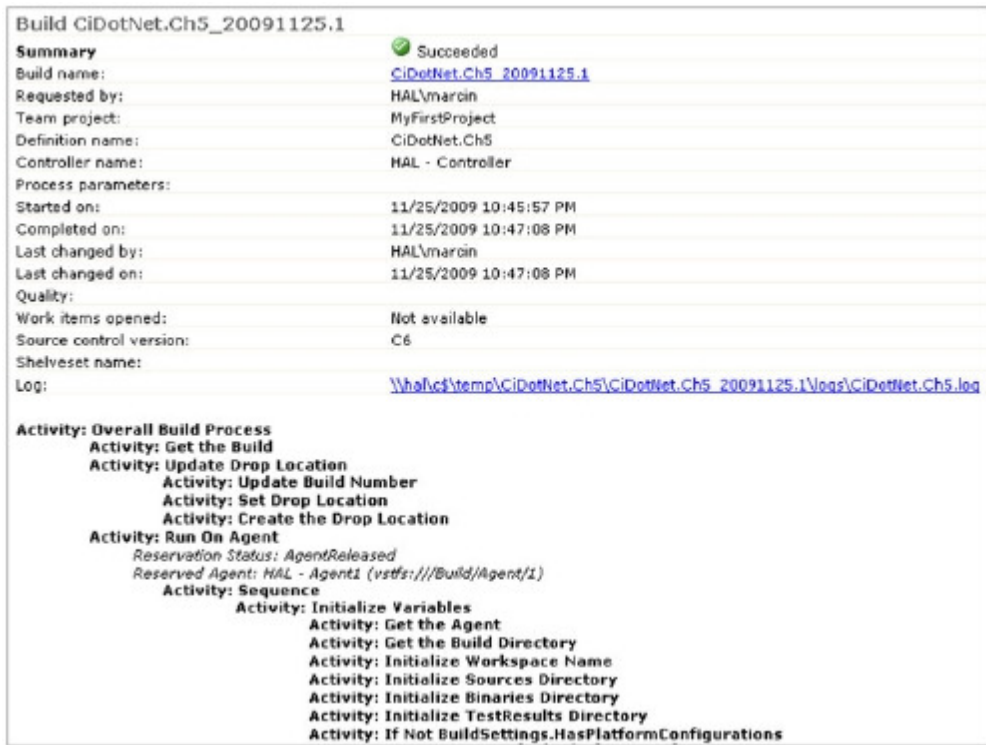 Build CiDotNet.Ch5_20091125.1
Summary Succeeded
Build name: CiDotNet.Ch5_20091125.1
Requested by: HAL\marcin
Team project: MyFirstProject
Definition name: CiDotNet.Ch5
Controller name: HAL - Controller
Process parameters:
Started on: 11/25/2009 10:45:57 PM
Completed on: 11/25/2009 10:47:08 PM
Last changed by: HAL\marcin
Last changed on: 11/25/2009 10:47:08 PM
Quality:
Work items opened: Not available
Source control version: C6
Shelveset name:
Log: \\hal\c$\temp\CiDotNet.Ch5\CiDotNet.Ch5_20091125.1\logs\CiDotNet.Ch5.log
Activity: Overall Build Process
Activity: Get the Build
Activity: Update Drop Location
Activity: Update Build Number
Activity: Set Drop Location
Activity: Create the Drop Location
Activity: Run On Agent
Reservation Status: AgentReleased
Reserved Agent: HAL - Agent1 (vstfs:///Build/Agent/1)
Activity: Sequence
Activity: Initialize Variables
Activity: Get the Agent
Activity: Get the Build Directory
Activity: Initialize Workspace Name
Activity: Initialize Sources Directory
Activity: Initialize Binaries Directory
Activity: Initialize TestResults Directory
Activity: If Not BuildSettings.HasPlatformConfigurations